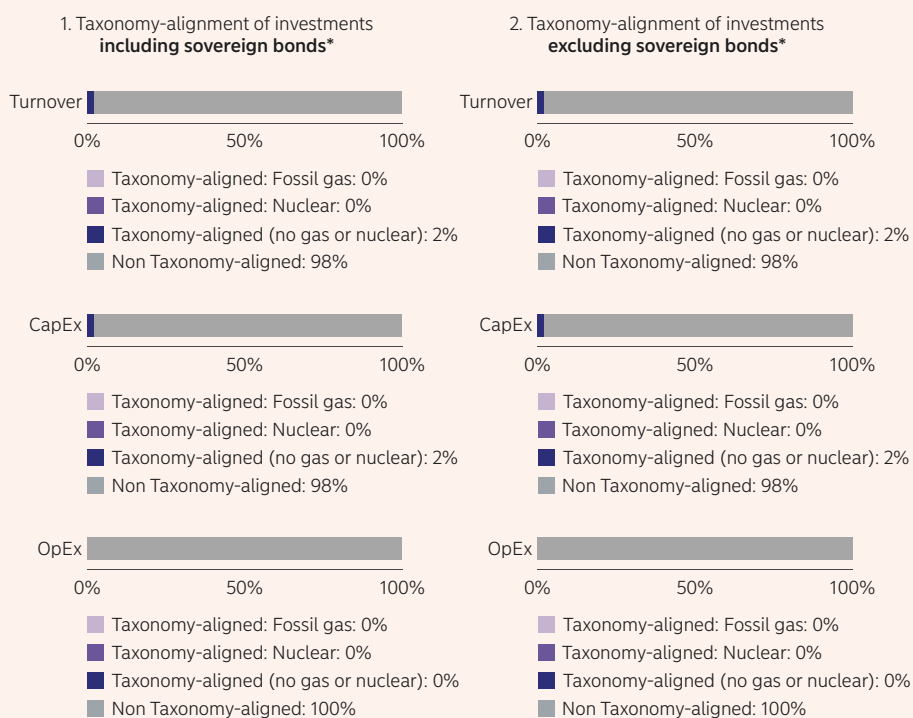 1. Taxonomy-alignment of investments
including sovereign bonds*
Turnover
0% 50% 100%
Taxonomy-aligned: Fossil gas: 0%
Taxonomy-aligned: Nuclear: 0%
Taxonomy-aligned (no gas or nuclear): 2%
Non Taxonomy-aligned: 98%
CapEx
0% 50% 100%
Taxonomy-aligned: Fossil gas: 0%
Taxonomy-aligned: Nuclear: 0%
Taxonomy-aligned (no gas or nuclear): 2%
Non Taxonomy-aligned: 98%
OpEx
0% 50% 100%
Taxonomy-aligned: Fossil gas: 0%
Taxonomy-aligned: Nuclear: 0%
Taxonomy-aligned (no gas or nuclear): 0%
Non Taxonomy-aligned: 100%
2. Taxonomy-alignment of investments
excluding sovereign bonds*
Turnover
0% 50% 100%
Taxonomy-aligned: Fossil gas: 0%
Taxonomy-aligned: Nuclear: 0%
Taxonomy-aligned (no gas or nuclear): 2%
Non Taxonomy-aligned: 98%
CapEx
0% 50% 100%
Taxonomy-aligned: Fossil gas: 0%
Taxonomy-aligned: Nuclear: 0%
Taxonomy-aligned (no gas or nuclear): 2%
Non Taxonomy-aligned: 98%
OpEx
0% 50% 100%
Taxonomy-aligned: Fossil gas: 0%
Taxonomy-aligned: Nuclear: 0%
Taxonomy-aligned (no gas or nuclear): 0%
Non Taxonomy-aligned: 100%